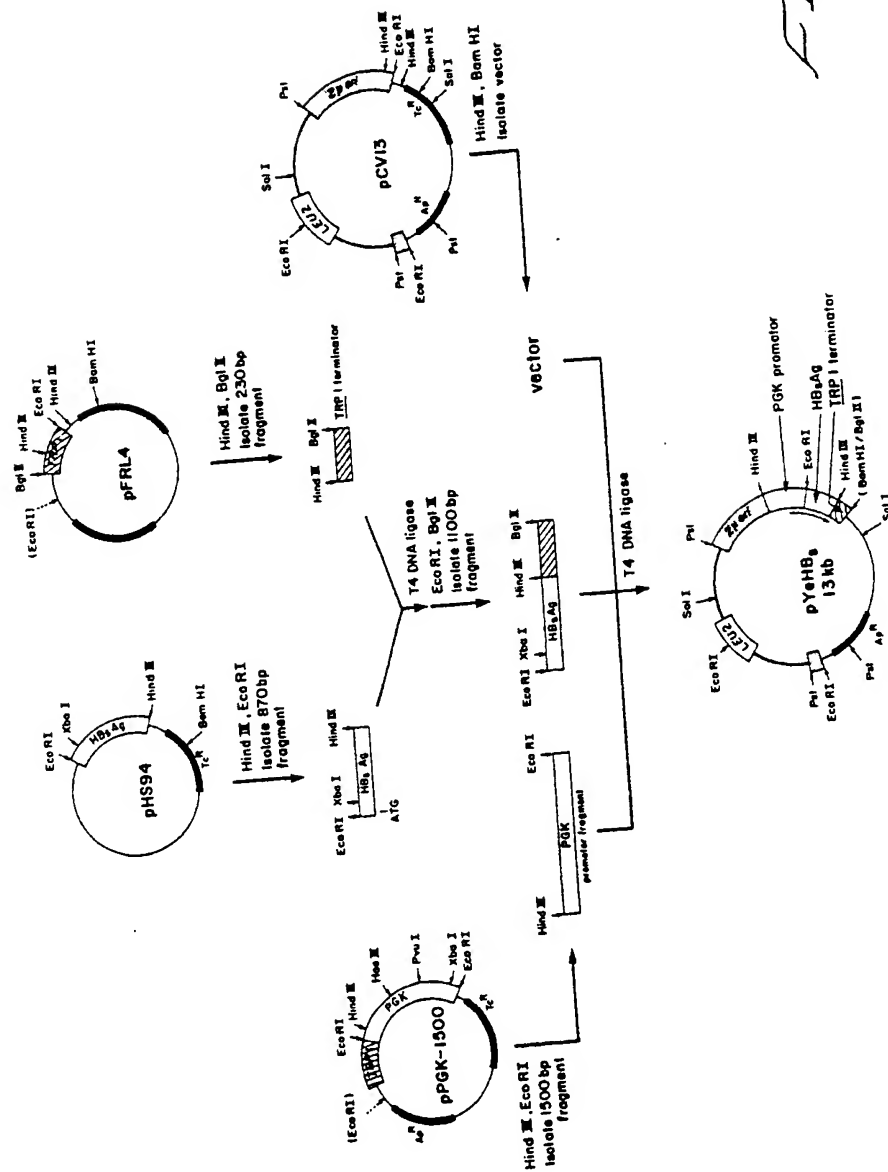 pHS94
Eco RI
Xba I
HBsAg
Hind III
Bam HI
Tc R
pFRL4
(Eco RI)
Bgl II
Hind III
Eco RI
Hind III
Bam HI
Hind III, Eco RI
Isolate 870bp
fragment
Hind III, Bgl II
Isolate 230bp
fragment
pCV13
Eco RI
LEU2
Sal I
Pst
Hind III
Eco RI
Hind III
Bam HI
Sal I
Tc R
Ap R
Pst
Eco RI
Pst
Eco RI
Xba I
Hind III
HBs Ag
ATG
Hind III
Bgl II
TRP I terminator
Hind III, Bam HI
Isolate vector
pPGK-1500
(Eco RI)
Eco RI
Hind III
PGK
Hae III
Pvu I
Xba I
Eco RI
Tc R
Ap R
T4 DNA ligase
Eco RI, Bgl II
Isolate 1100bp
fragment
Hind III, Eco RI
Isolate 1500bp
fragment
Hind III
Eco RI
PGK
promotor fragment
Eco RI
Xba I
Hind III
Bgl II
HBsAg
vector
T4 DNA ligase
pYeHBs
13kb
Eco RI
LEU2
Sal I
Pst
2µ ori
Hind III
PGK promotor
Eco RI
HBsAg
TRP I terminator
Hind III
(Bam HI / Bgl II)
Sal I
Ap R
Pst
Eco RI
Pst